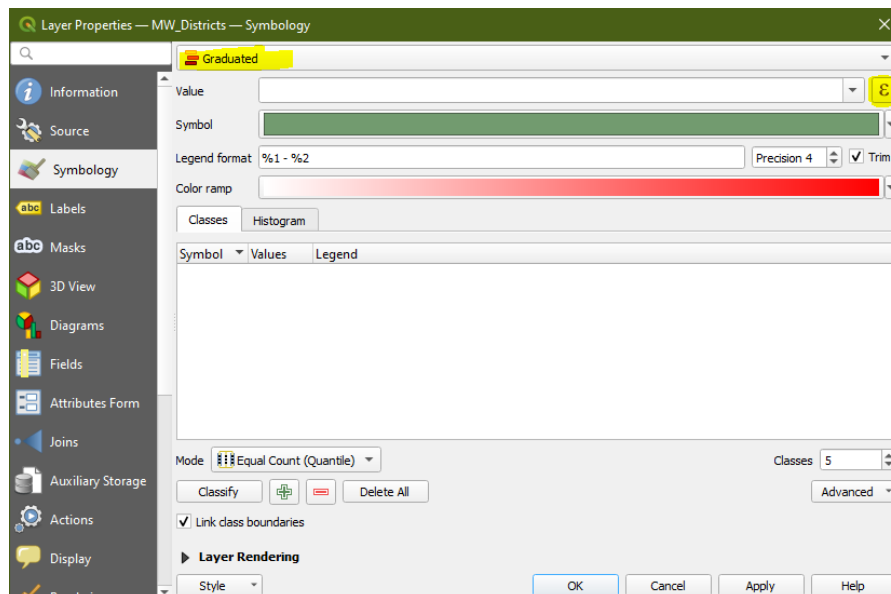 Layer Properties — MW_Districts — Symbology
Graduated
Information
Value
ε
Source
Symbol
Symbology
Legend format %1 - %2 Precision 4 Trim
Color ramp
abc Labels
Classes Histogram
abc Masks
Symbol Values Legend
3D View
Diagrams
Fields
Attributes Form
Joins
Mode Equal Count (Quantile) Classes 5
Auxiliary Storage
Classify Delete All Advanced
Actions
Link class boundaries
Display
Layer Rendering
Style OK Cancel Apply Help